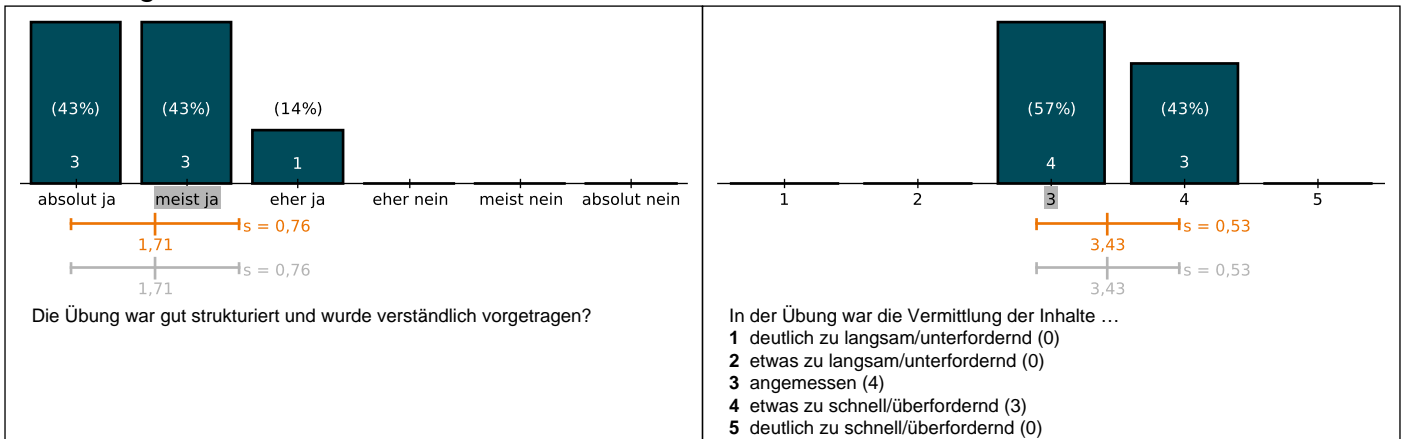 (43%) (43%) (14%)
3 3 1
absolut ja meist ja eher ja eher nein meist nein absolut nein
s = 0,76
1,71
s = 0,76
1,71
Die Übung war gut strukturiert und wurde verständlich vorgetragen?
(57%) (43%)
4 3
1 2 3 4 5
s = 0,53
3,43
s = 0,53
3,43
In der Übung war die Vermittlung der Inhalte …
1 deutlich zu langsam/unterfordernd (0)
2 etwas zu langsam/unterfordernd (0)
3 angemessen (4)
4 etwas zu schnell/überfordernd (3)
5 deutlich zu schnell/überfordernd (0)